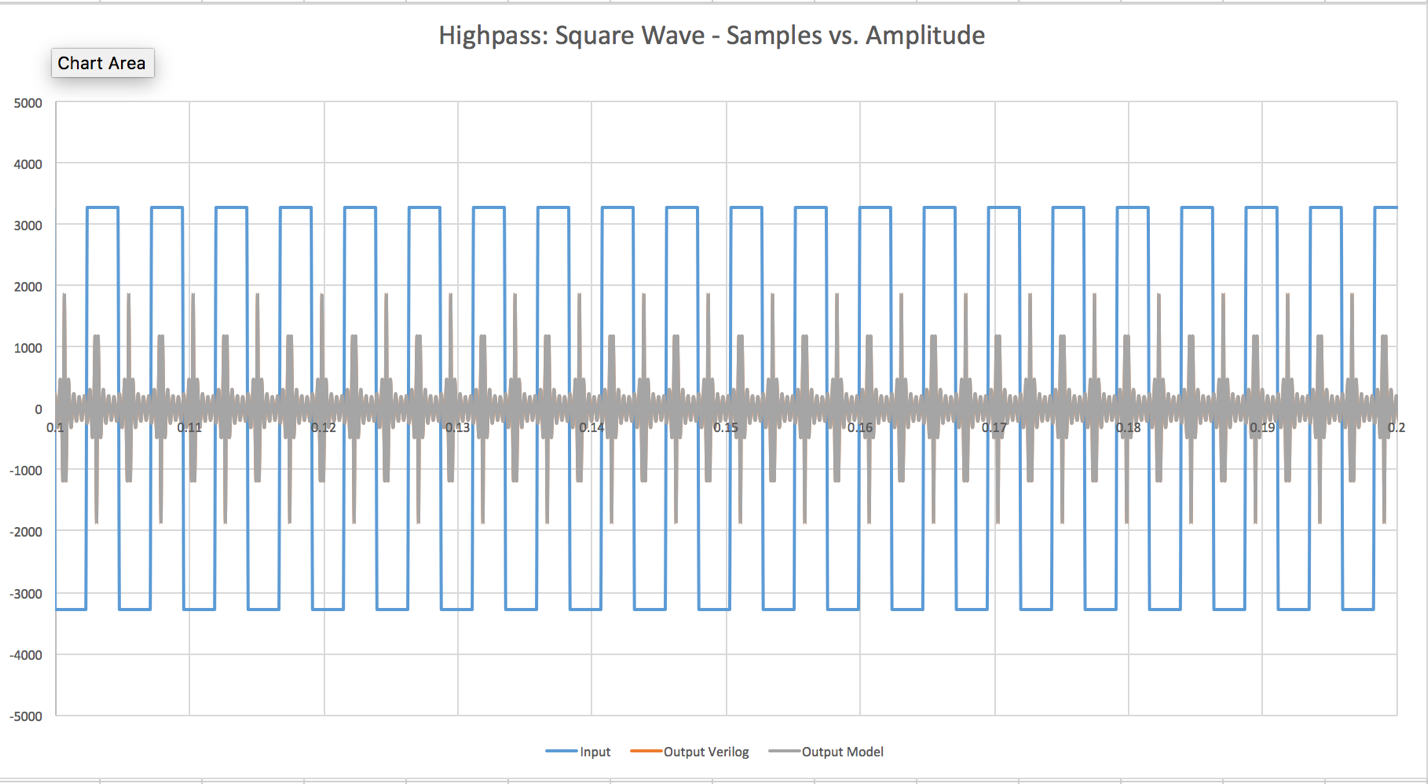 Highpass: Square Wave - Samples vs. Amplitude
Chart Area
5000
4000
3000
2000
1000
0
0.1 0.11 0.12 0.13 0.14 0.15 0.16 0.17 0.18 0.19 0.2
-1000
-2000
-3000
-4000
-5000
Input Output Verilog Output Model